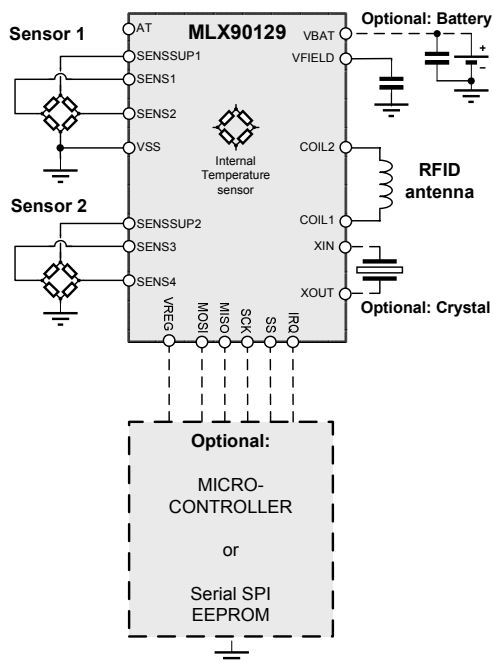 MLX90129
Optional: Battery
Sensor 1
AT
VBAT
SENSSUP1
VFIELD
+
SENS1
–
SENS2
VSS
COIL2
Internal
Temperature
sensor
RFID
antenna
Sensor 2
SENSSUP2
COIL1
SENS3
XIN
SENS4
XOUT
Optional: Crystal
VREG
MOSI
MISO
SCK
SS
IRQ
Optional:
MICRO-
CONTROLLER
or
Serial SPI
EEPROM